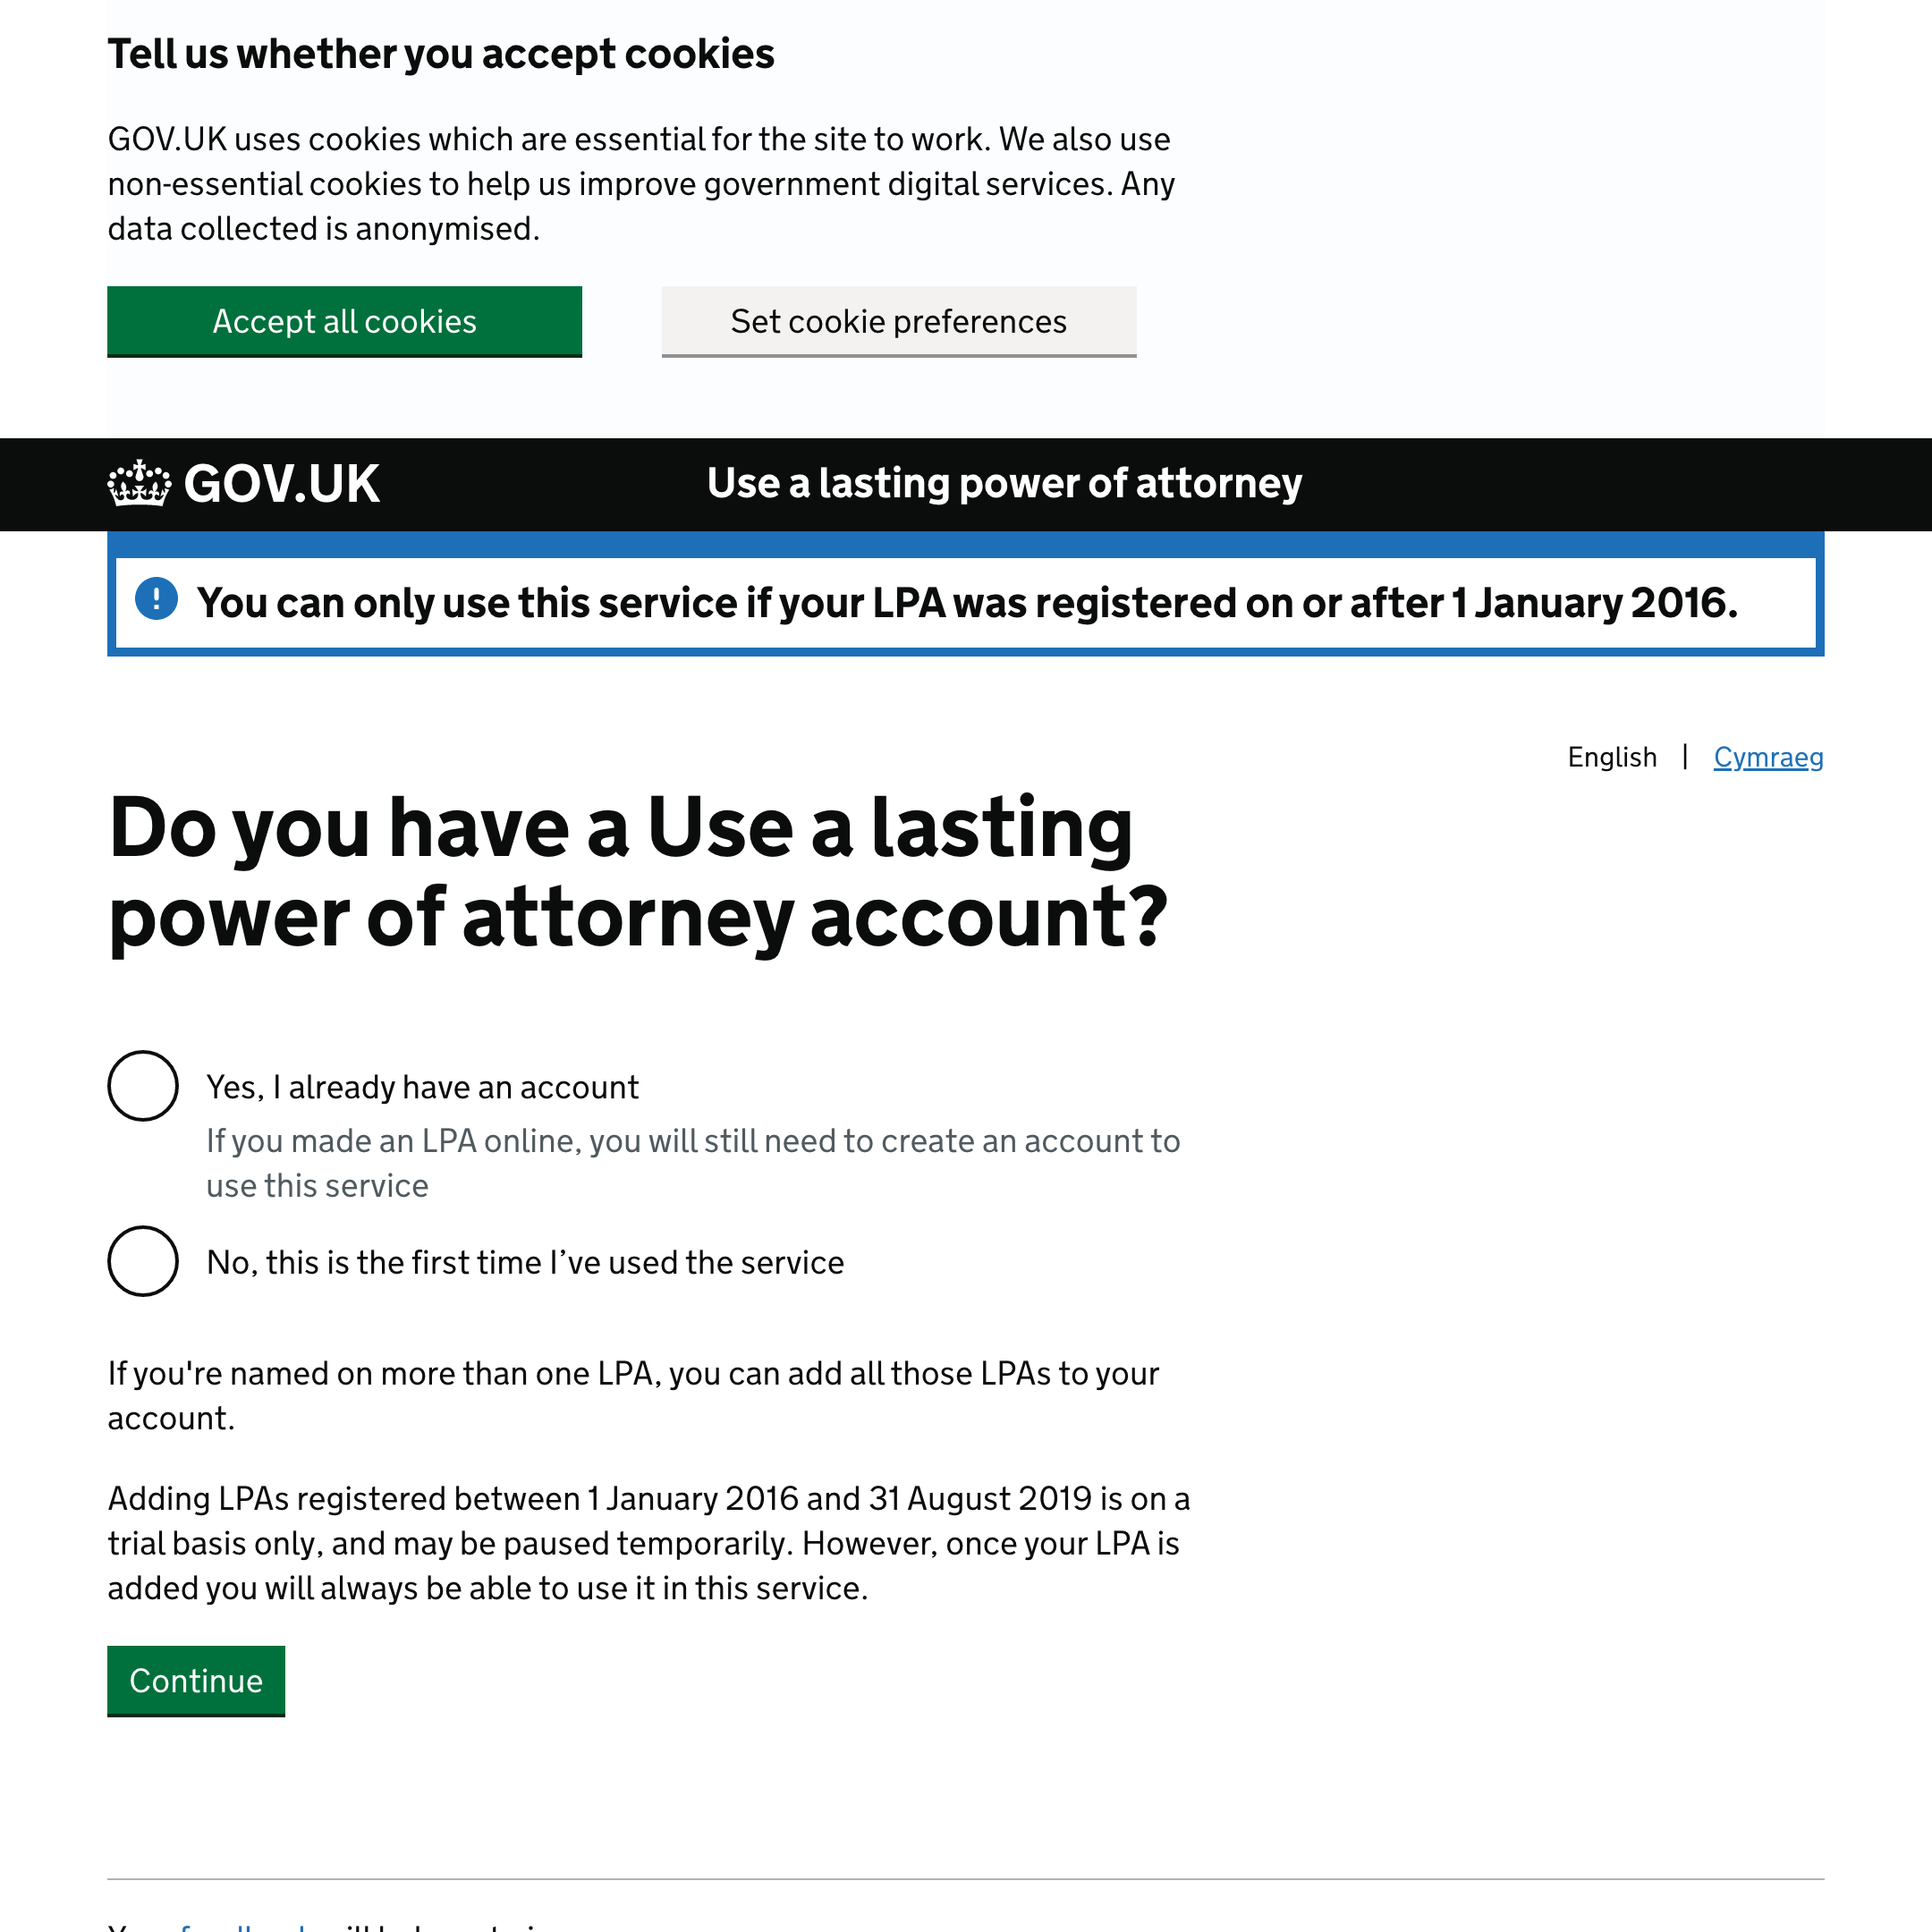 Tell us whether you accept cookies
GOV.UK uses cookies which are essential for the site to work. We also use
non-essential cookies to help us improve government digital services. Any
data collected is anonymised.
Accept all cookies
Set cookie preferences
GOV.UK
Use a lasting power of attorney
You can only use this service if your LPA was registered on or after 1 January 2016.
English | Cymraeg
Do you have a Use a lasting
power of attorney account?
Yes, I already have an account
If you made an LPA online, you will still need to create an account to
use this service
No, this is the first time I’ve used the service
If you're named on more than one LPA, you can add all those LPAs to your
account.
Adding LPAs registered between 1 January 2016 and 31 August 2019 is on a
trial basis only, and may be paused temporarily. However, once your LPA is
added you will always be able to use it in this service.
Continue